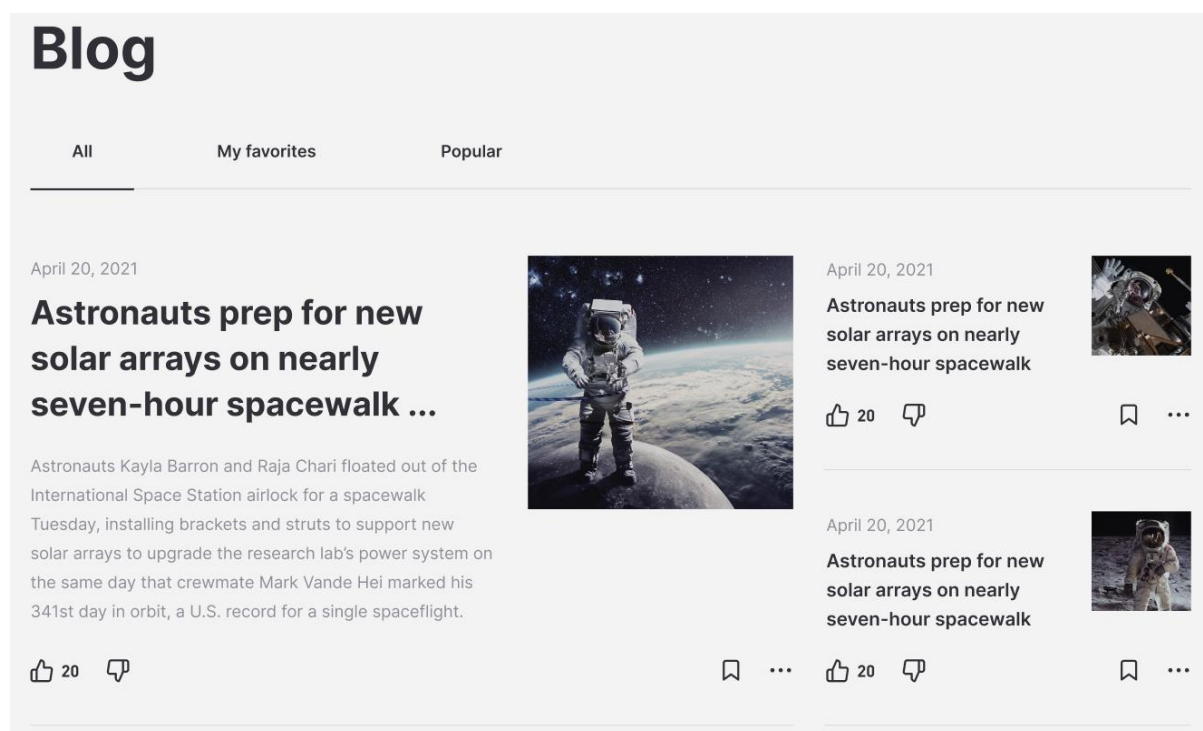 Blog
All
My favorites
Popular
April 20, 2021
Astronauts prep for new
solar arrays on nearly
seven-hour spacewalk ...
Astronauts Kayla Barron and Raja Chari floated out of the
International Space Station airlock for a spacewalk
Tuesday, installing brackets and struts to support new
solar arrays to upgrade the research lab’s power system on
the same day that crewmate Mark Vande Hei marked his
341st day in orbit, a U.S. record for a single spaceflight.
20
April 20, 2021
Astronauts prep for new
solar arrays on nearly
seven-hour spacewalk
20
April 20, 2021
Astronauts prep for new
solar arrays on nearly
seven-hour spacewalk
20